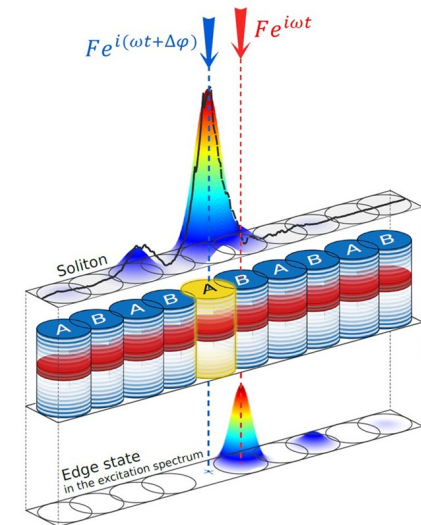 Fe^{i(ωt+Δφ)}
Fe^{iωt}
Soliton
A B A B A B A B A B
Edge state
in the excitation spectrum